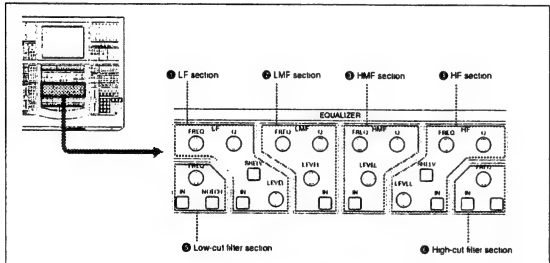 ❶ LF section ❷ LMF section ❸ HMF section ❹ HF section
EQUALIZER
LF LMF HMF HF
FREQ Q FREQ Q FREQ Q FREQ Q
FREQ LEVEL SHELV LEVEL SHELV FREQ
LEVEL LEVEL
IN NOTCH IN IN IN IN
❺ Low-cut filter section ❻ High-cut filter section